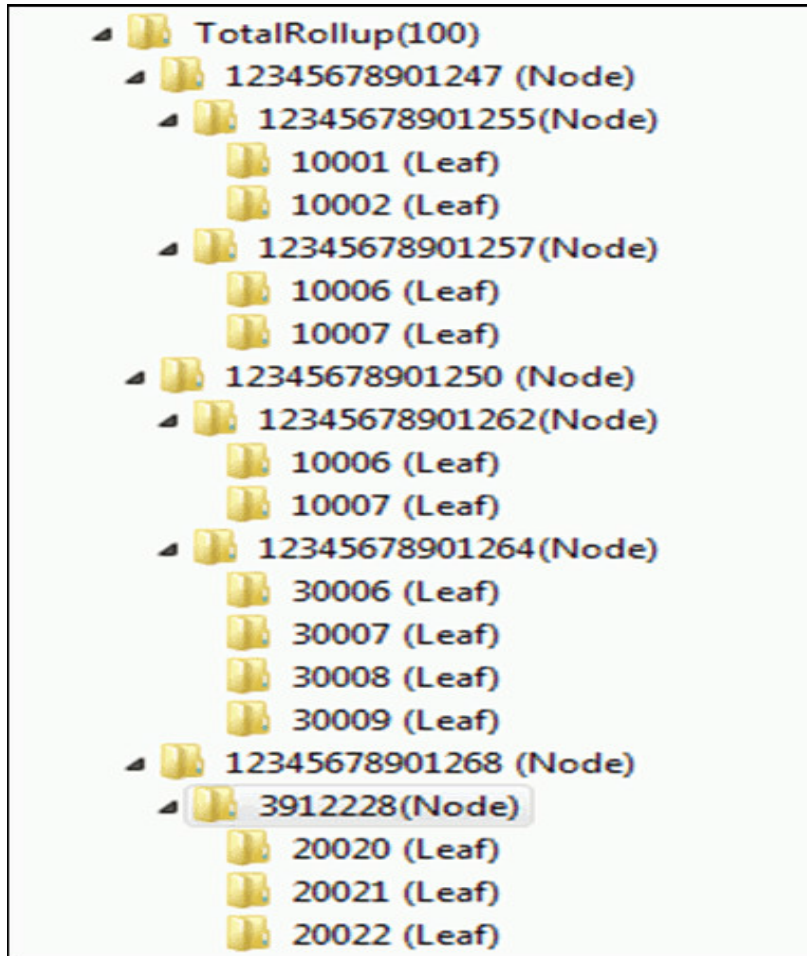 TotalRollup(100)
12345678901247 (Node)
12345678901255(Node)
10001 (Leaf)
10002 (Leaf)
12345678901257(Node)
10006 (Leaf)
10007 (Leaf)
12345678901250 (Node)
12345678901262(Node)
10006 (Leaf)
10007 (Leaf)
12345678901264(Node)
30006 (Leaf)
30007 (Leaf)
30008 (Leaf)
30009 (Leaf)
12345678901268 (Node)
3912228(Node)
20020 (Leaf)
20021 (Leaf)
20022 (Leaf)